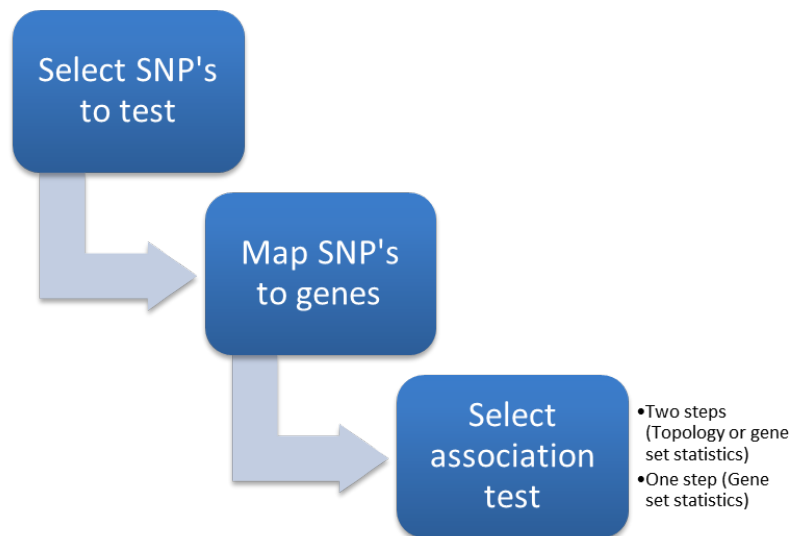 Select SNP's
to test
Map SNP's
to genes
Select
association
test
•Two steps
(Topology or gene
set statistics)
•One step (Gene
set statistics)